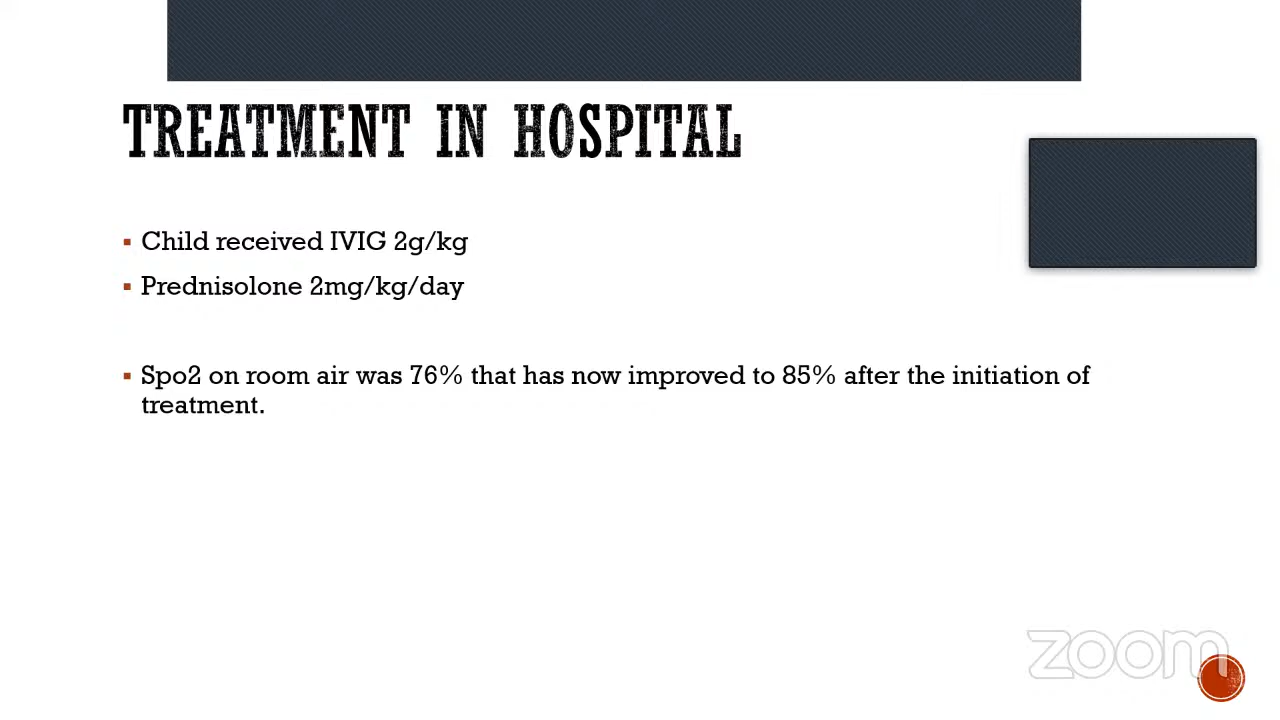 TREATMENT IN HOSPITAL
Child received IVIG 2g/kg
Prednisolone 2mg/kg/day
Spo2 on room air was 76% that has now improved to 85% after the initiation of
treatment.
zoom